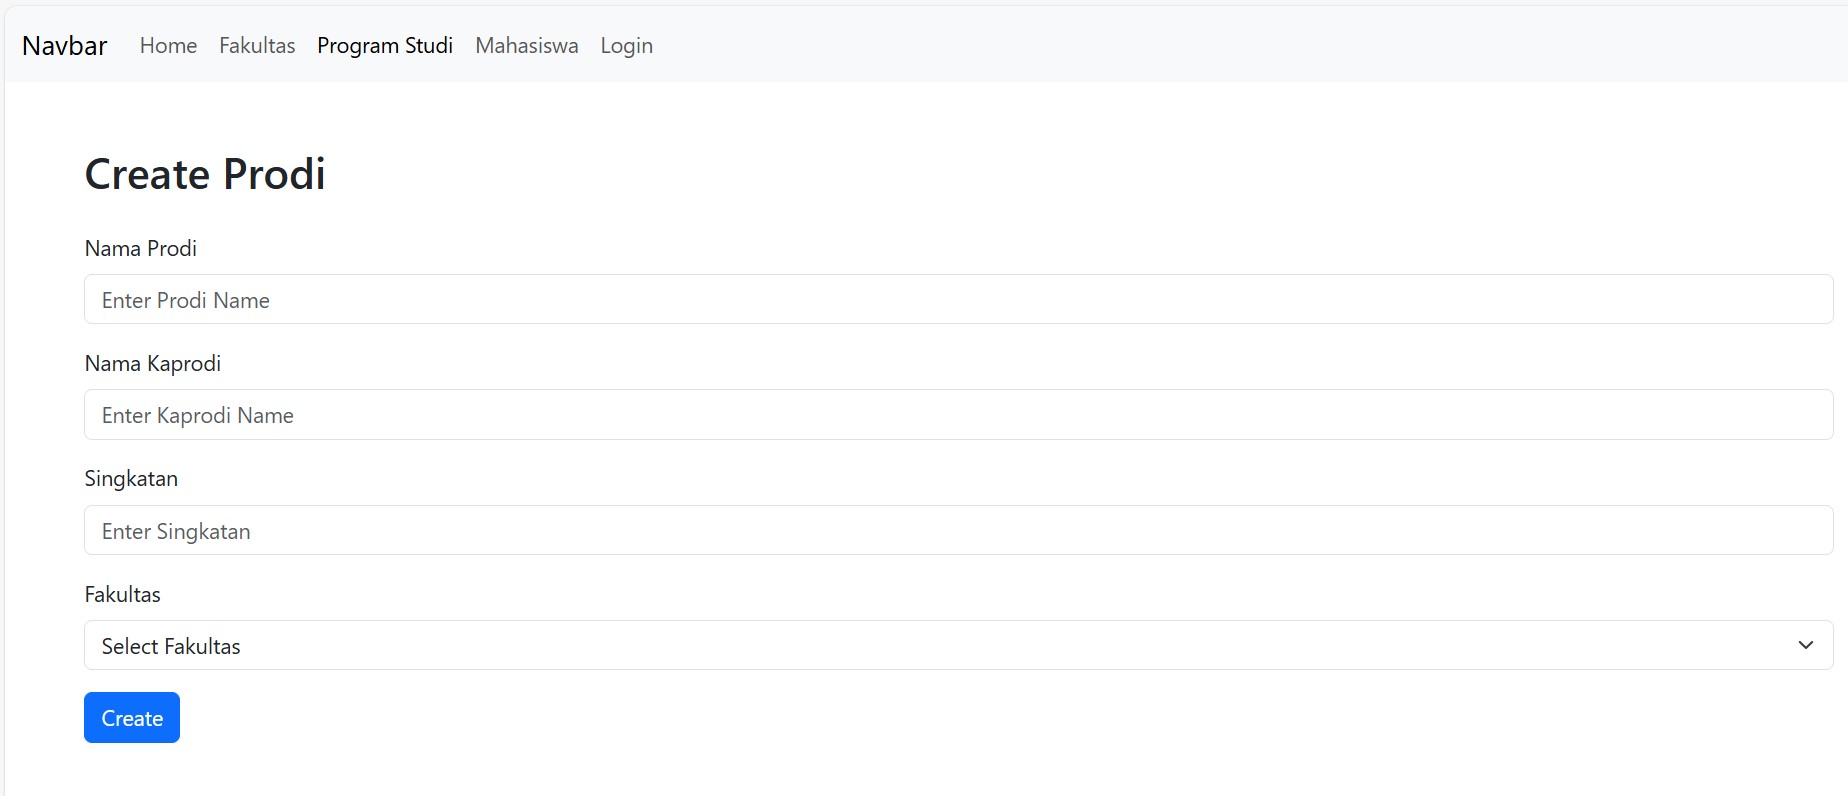 Navbar Home Fakultas Program Studi Mahasiswa Login
Create Prodi
Nama Prodi
Enter Prodi Name
Nama Kaprodi
Enter Kaprodi Name
Singkatan
Enter Singkatan
Fakultas
Select Fakultas
Create